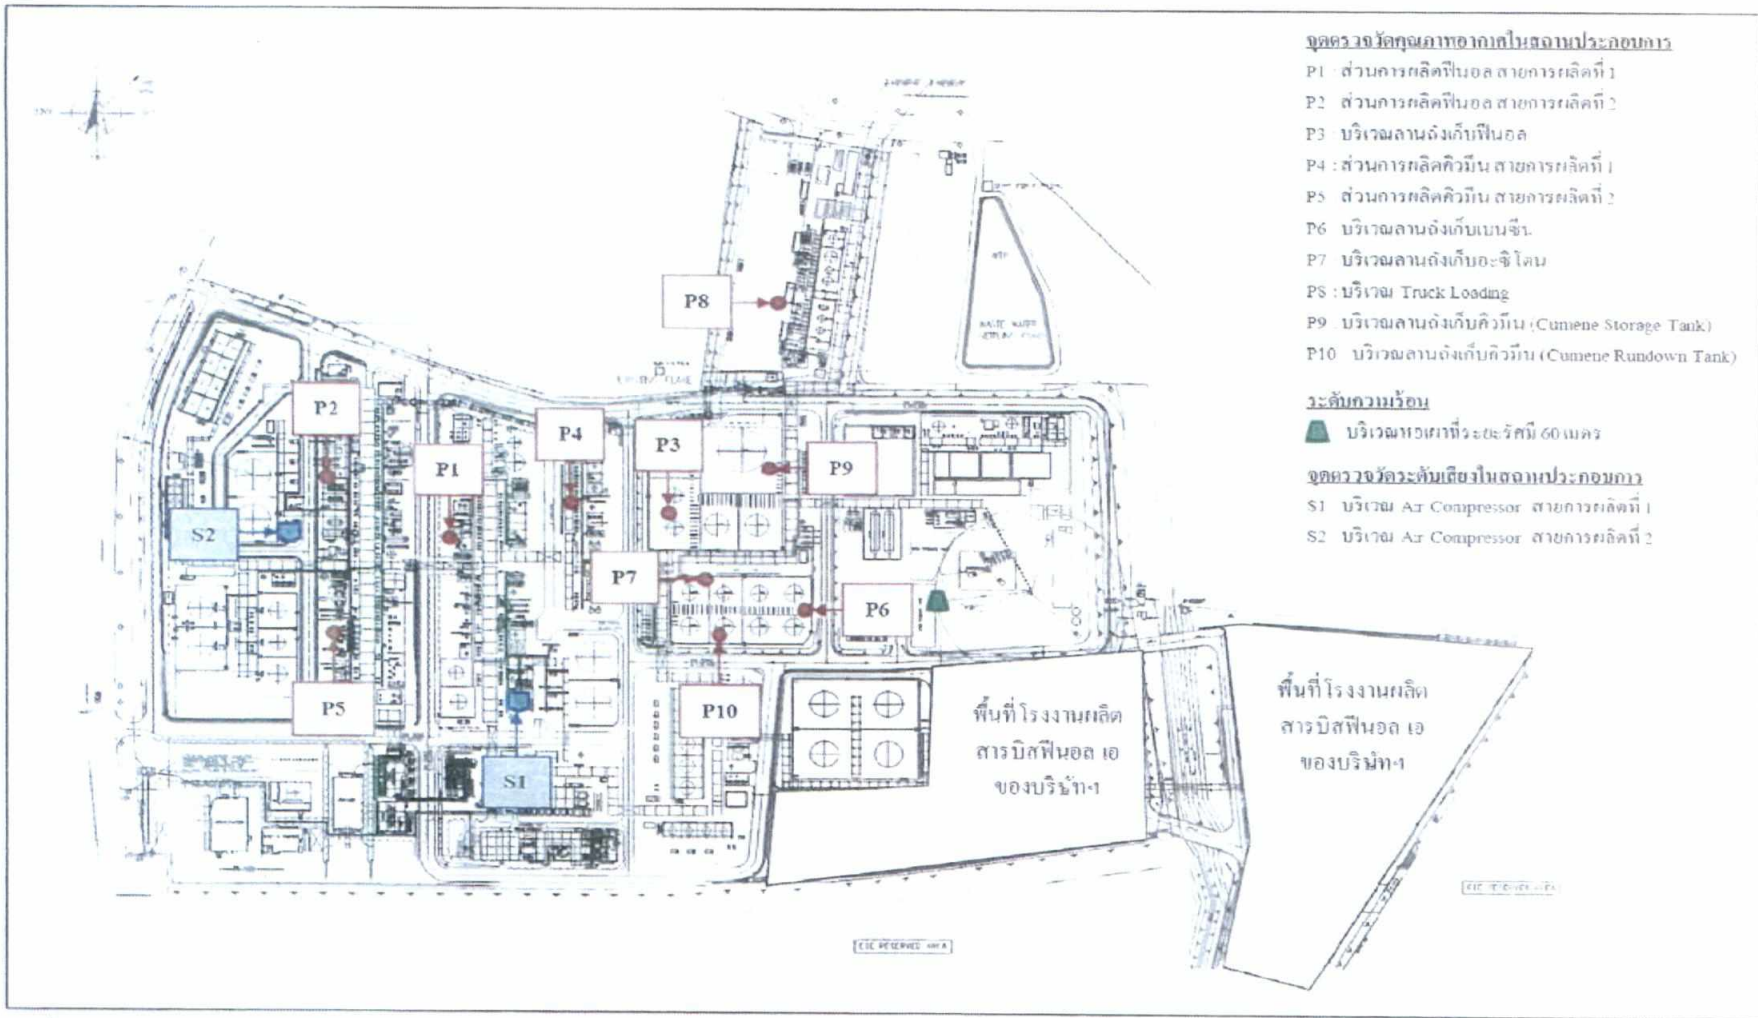 จุดตรวจวัดคุณภาพอากาศในสถานประกอบการ
P1 ส่วนการผลิตฟีนอล สายการผลิตที่ 1
P2 ส่วนการผลิตฟีนอล สายการผลิตที่ 2
P3 บริเวณลานถังเก็บฟีนอล
P4 : ส่วนการผลิตคิวมีน สายการผลิตที่ 1
P5 ส่วนการผลิตคิวมีน สายการผลิตที่ 2
P6 บริเวณลานถังเก็บเบนซีน
P7 บริเวณลานถังเก็บอะซิโตน
P8 : บริเวณ Truck Loading
P9 บริเวณลานถังเก็บคิวมีน (Cumene Storage Tank)
P10 บริเวณลานถังเก็บคิวมีน (Cumene Rundown Tank)
ระดับความร้อน
บริเวณหอเผาที่ระยะรัศมี 60 เมตร
จุดตรวจวัดระดับเสียงในสถานประกอบการ
S1 บริเวณ Air Compressor สายการผลิตที่ 1
S2 บริเวณ Air Compressor สายการผลิตที่ 2
P8
P2
P4
P3
P1
P9
S2
P7
P6
P5
P10
S1
พื้นที่โรงงานผลิต
สารบิสฟีนอล เอ
ของบริษัทฯ
พื้นที่โรงงานผลิต
สารบิสฟีนอล เอ
ของบริษัทฯ
RESERVED AREA